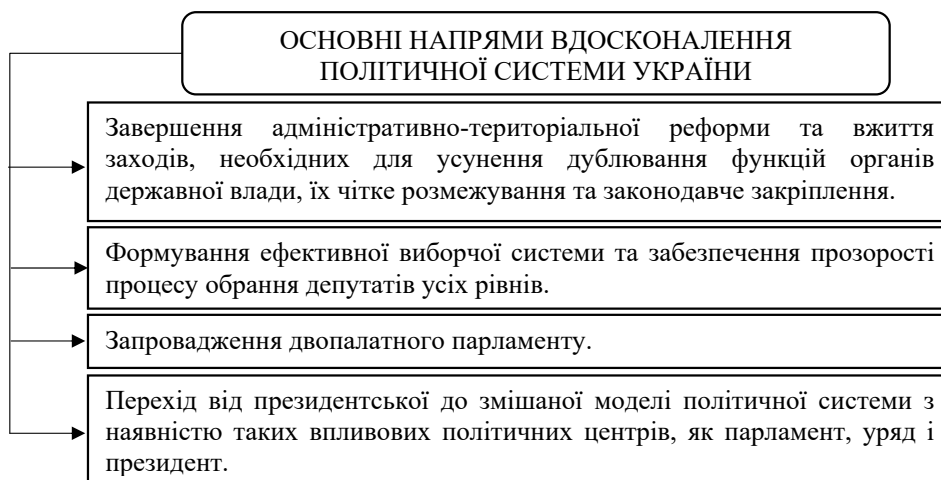 ОСНОВНІ НАПРЯМИ ВДОСКОНАЛЕННЯ
ПОЛІТИЧНОЇ СИСТЕМИ УКРАЇНИ
Завершення адміністративно-територіальної реформи та вжиття
заходів, необхідних для усунення дублювання функцій органів
державної влади, їх чітке розмежування та законодавче закріплення.
Формування ефективної виборчої системи та забезпечення прозорості
процесу обрання депутатів усіх рівнів.
Запровадження двопалатного парламенту.
Перехід від президентської до змішаної моделі політичної системи з
наявністю таких впливових політичних центрів, як парламент, уряд і
президент.